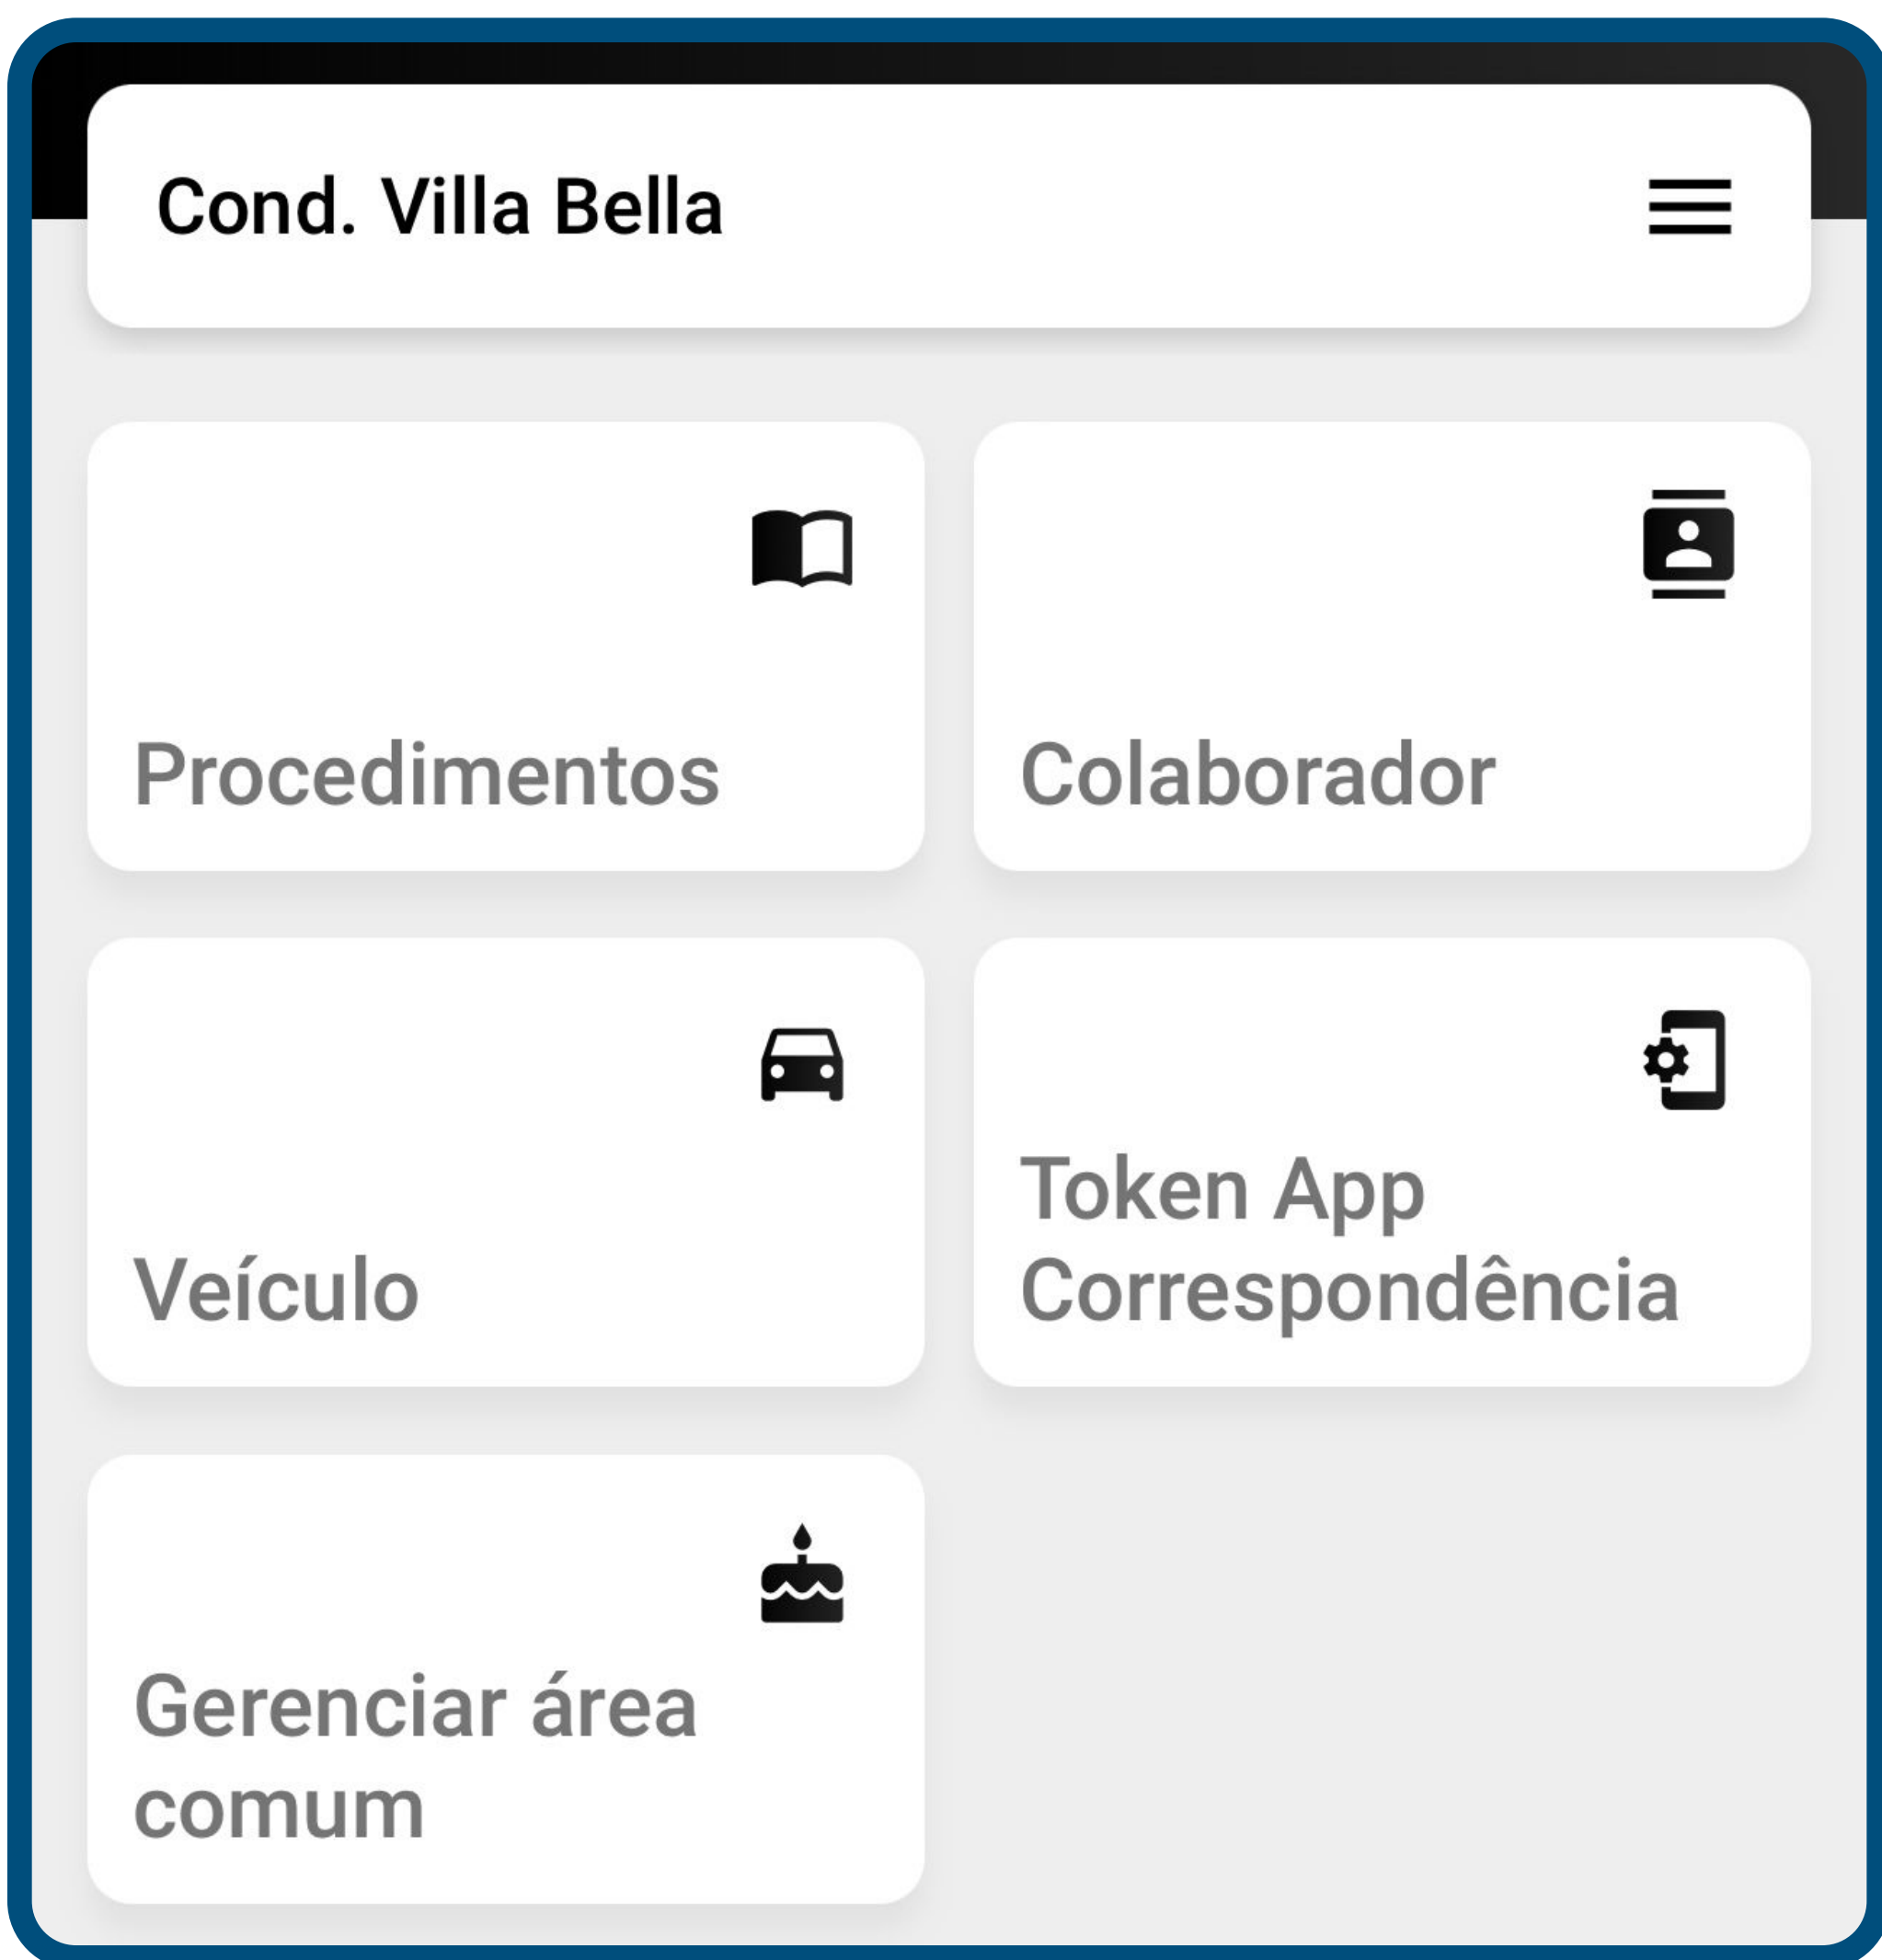 Cond. Villa Bella
Procedimentos
Colaborador
Veículo
Token App
Correspondência
Gerenciar área
comum